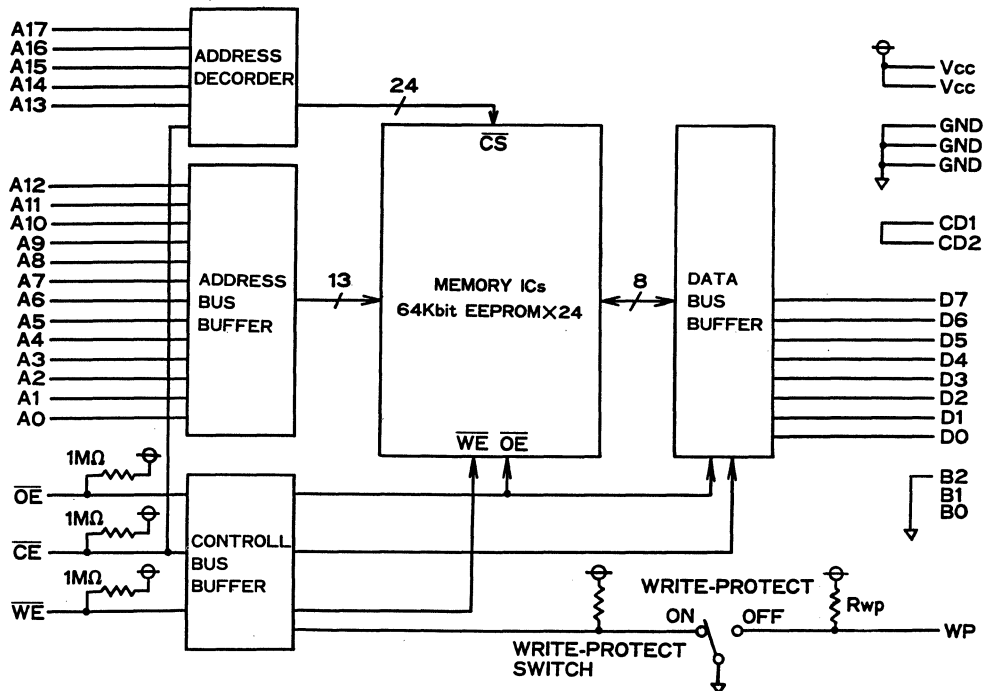 A17
A16
A15
A14
A13
ADDRESS
DECORDER
24
CS
A12
A11
A10
A9
A8
A7
A6
A5
A4
A3
A2
A1
A0
ADDRESS
BUS
BUFFER
13
MEMORY ICs
64Kbit EEPROM×24
WE OE
8
DATA
BUS
BUFFER
Vcc
Vcc
GND
GND
GND
CD1
CD2
D7
D6
D5
D4
D3
D2
D1
D0
B2
B1
B0
1MΩ
OE
1MΩ
CE
1MΩ
WE
CONTROLL
BUS
BUFFER
WRITE-PROTECT
ON OFF
Rwp
WP
WRITE-PROTECT
SWITCH